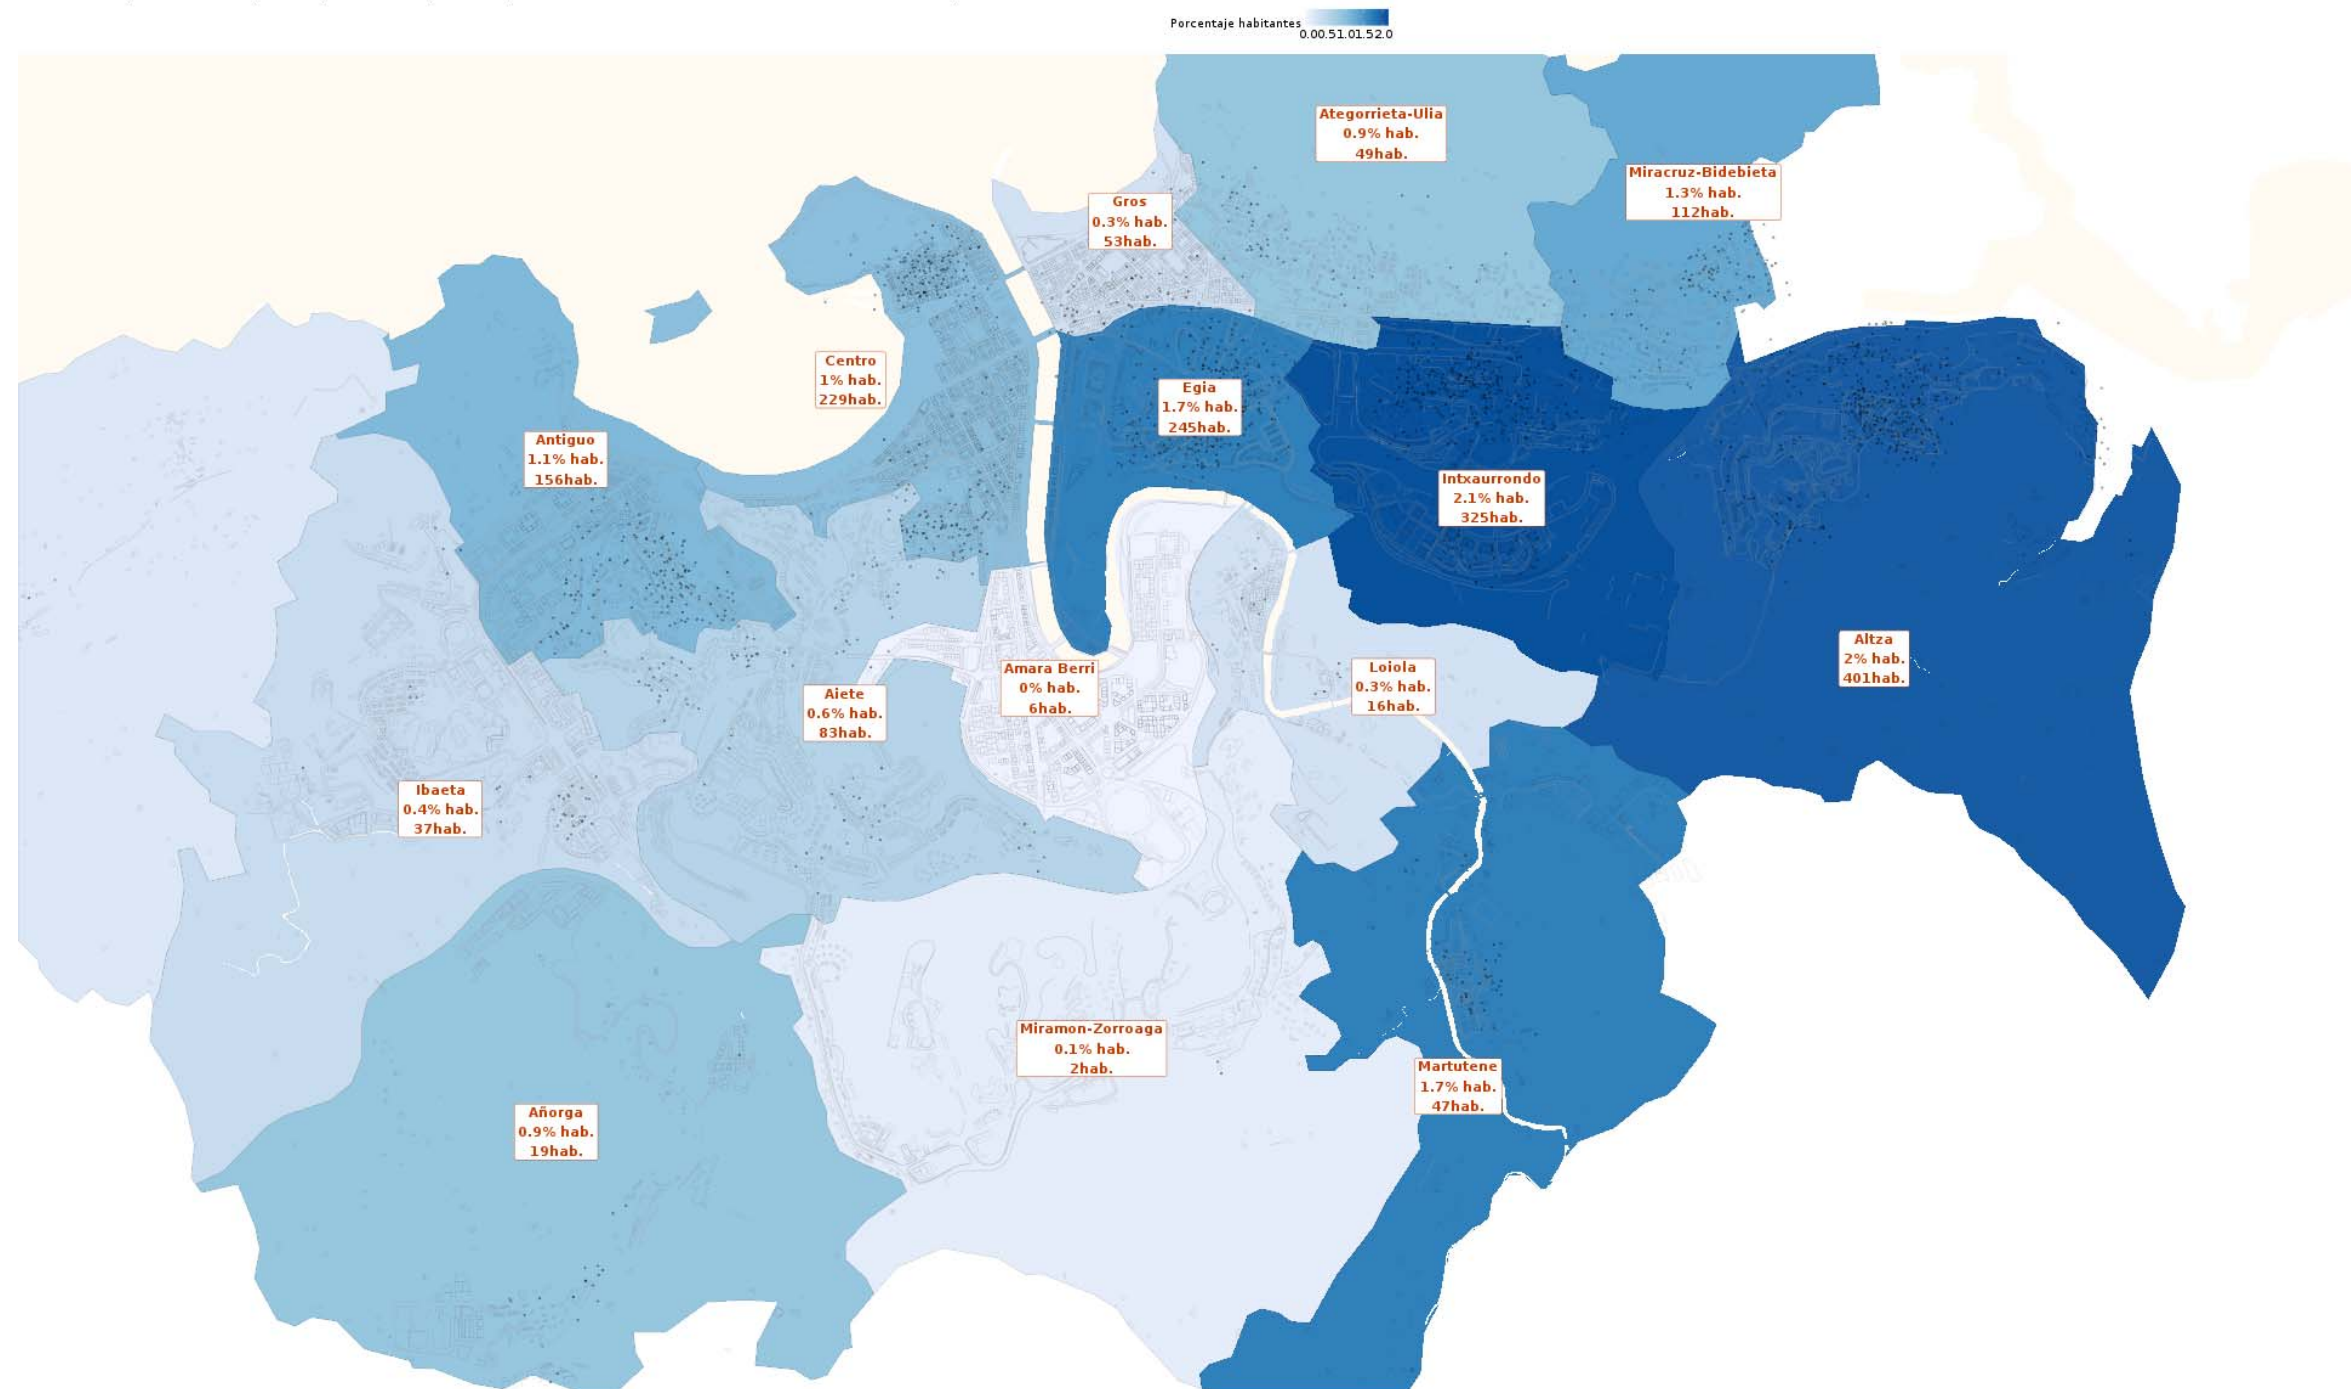 Porcentaje habitantes
0.00.51.01.52.0
Ategorrieta-Ulia
0.9% hab.
49hab.
Miracruz-Bidebieta
1.3% hab.
112hab.
Gros
0.3% hab.
53hab.
Centro
1% hab.
229hab.
Egia
1.7% hab.
245hab.
Antiguo
1.1% hab.
156hab.
Intxaurrondo
2.1% hab.
325hab.
Altza
2% hab.
401hab.
Amara Berri
0% hab.
6hab.
Loiola
0.3% hab.
16hab.
Aiete
0.6% hab.
83hab.
Ibaeta
0.4% hab.
37hab.
Miramon-Zorroaga
0.1% hab.
2hab.
Martutene
1.7% hab.
47hab.
Añorga
0.9% hab.
19hab.